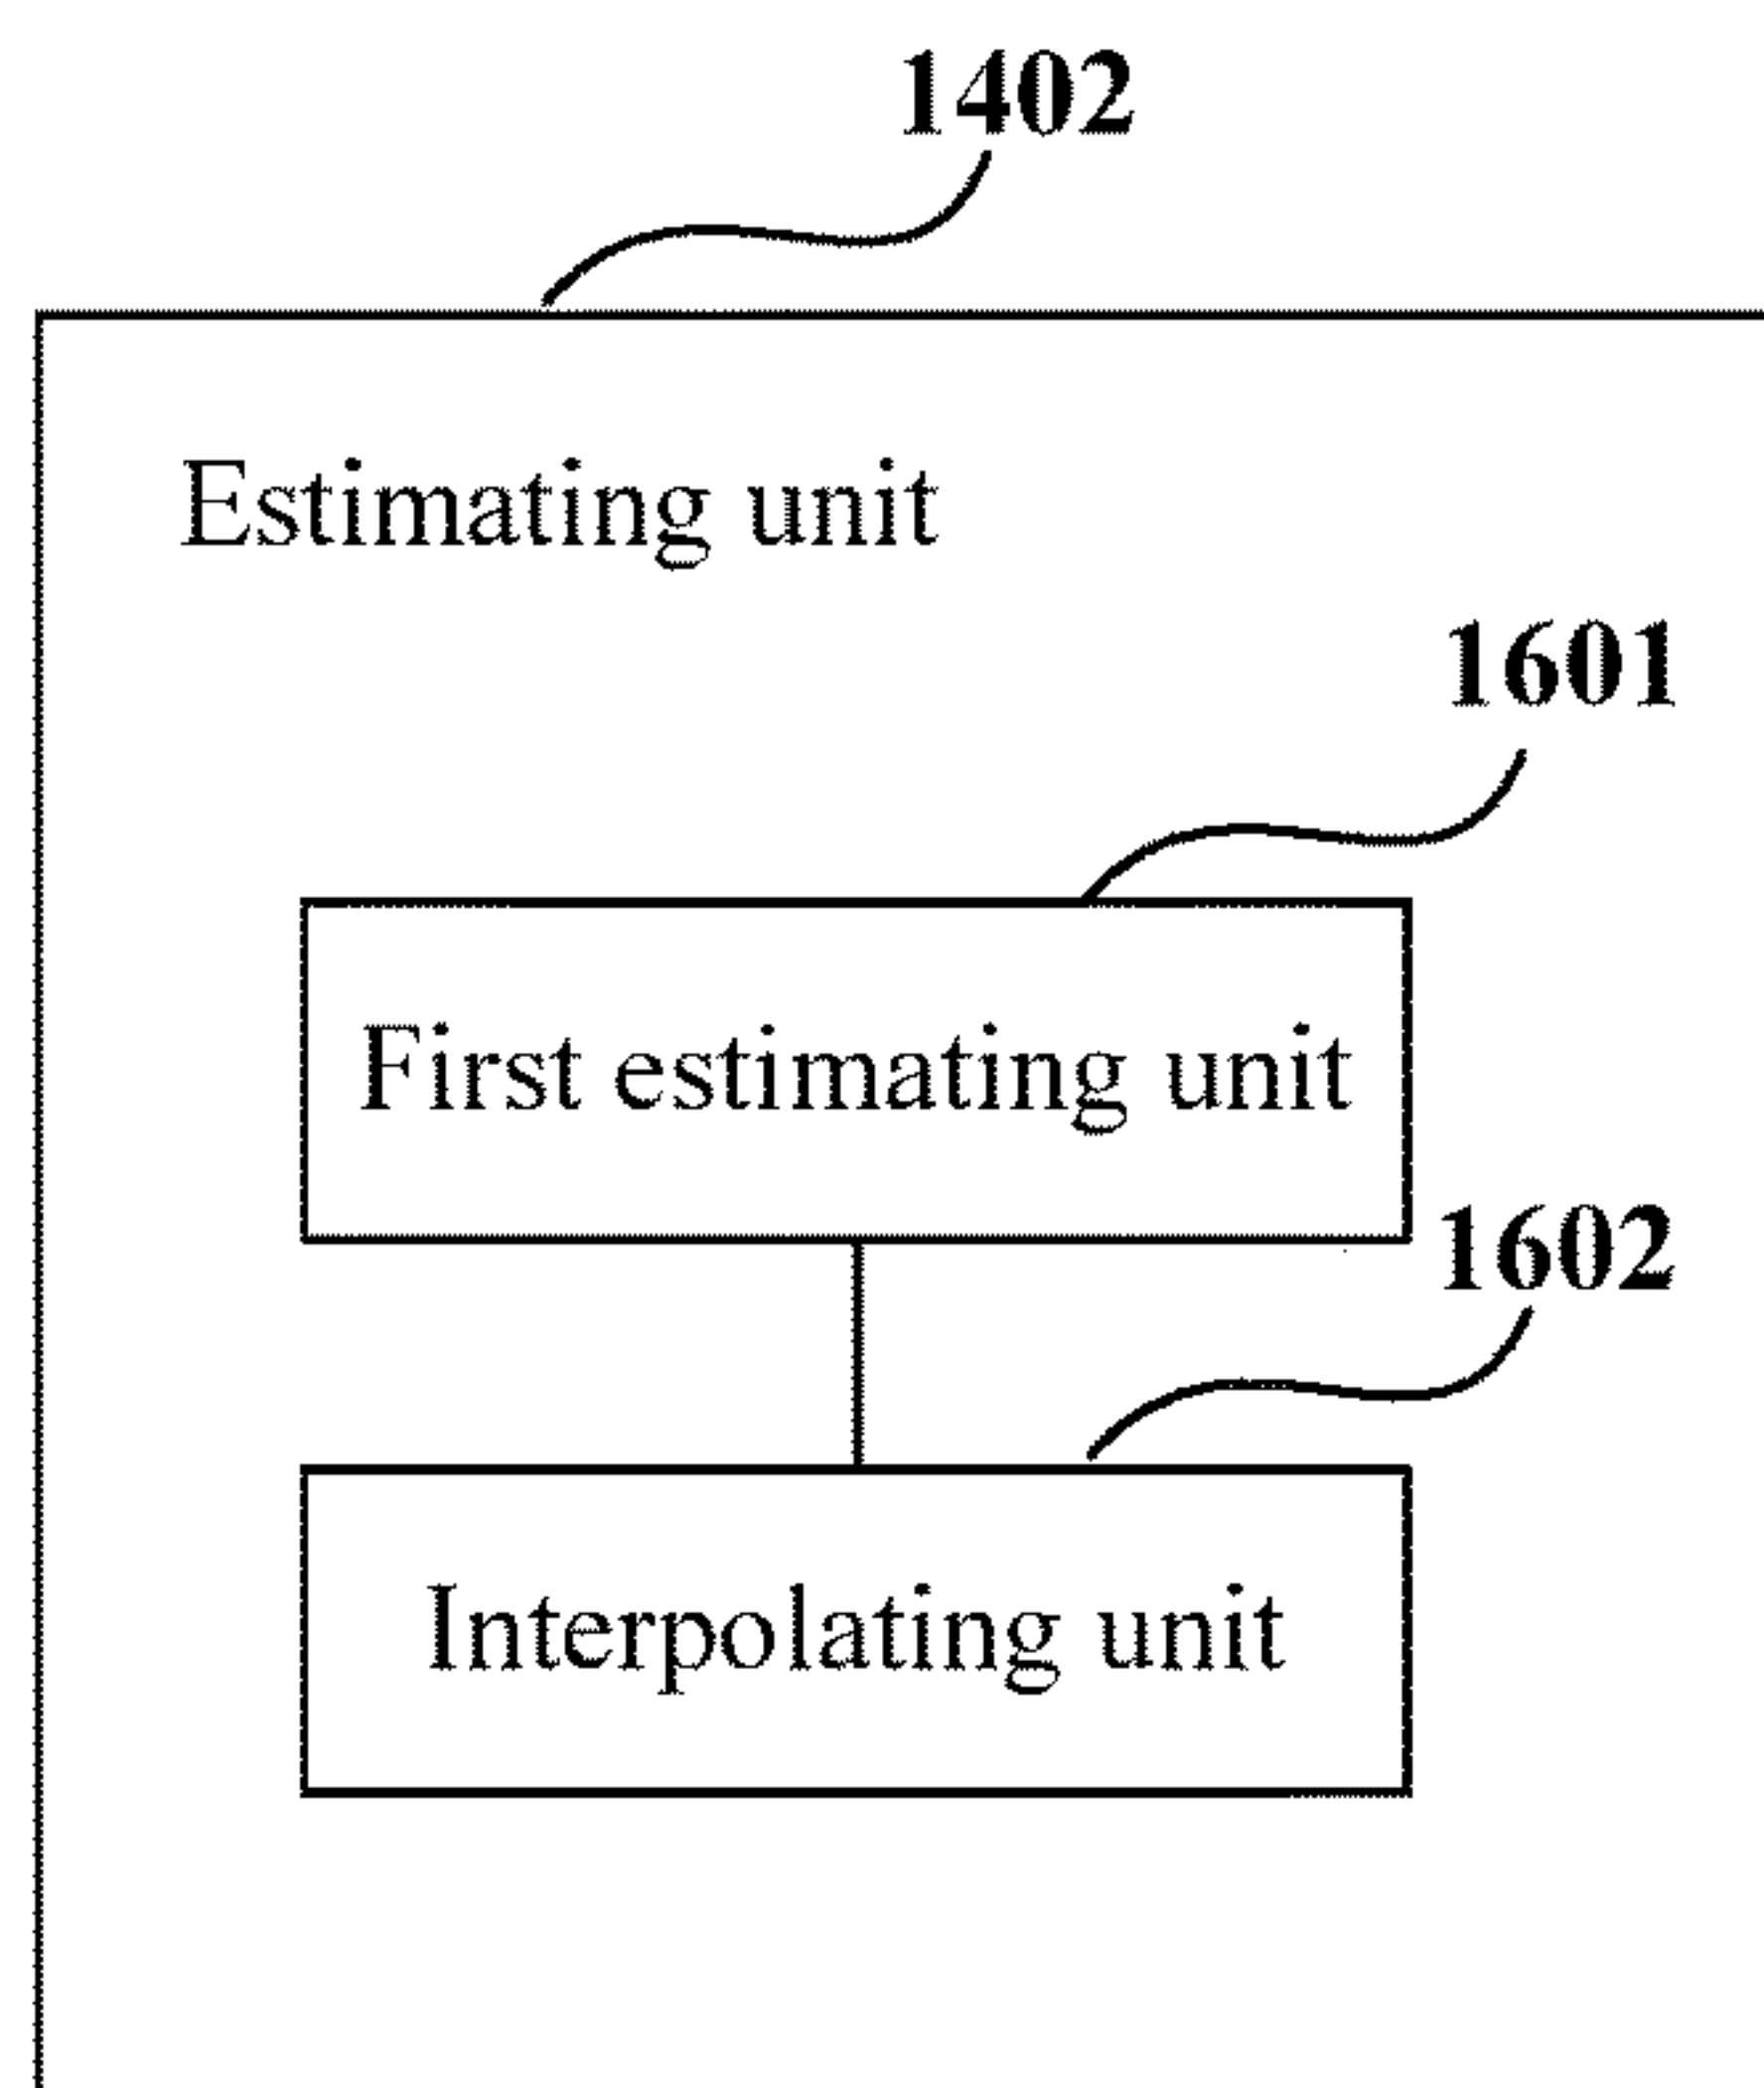 1402
Estimating unit
1601
First estimating unit
1602
Interpolating unit